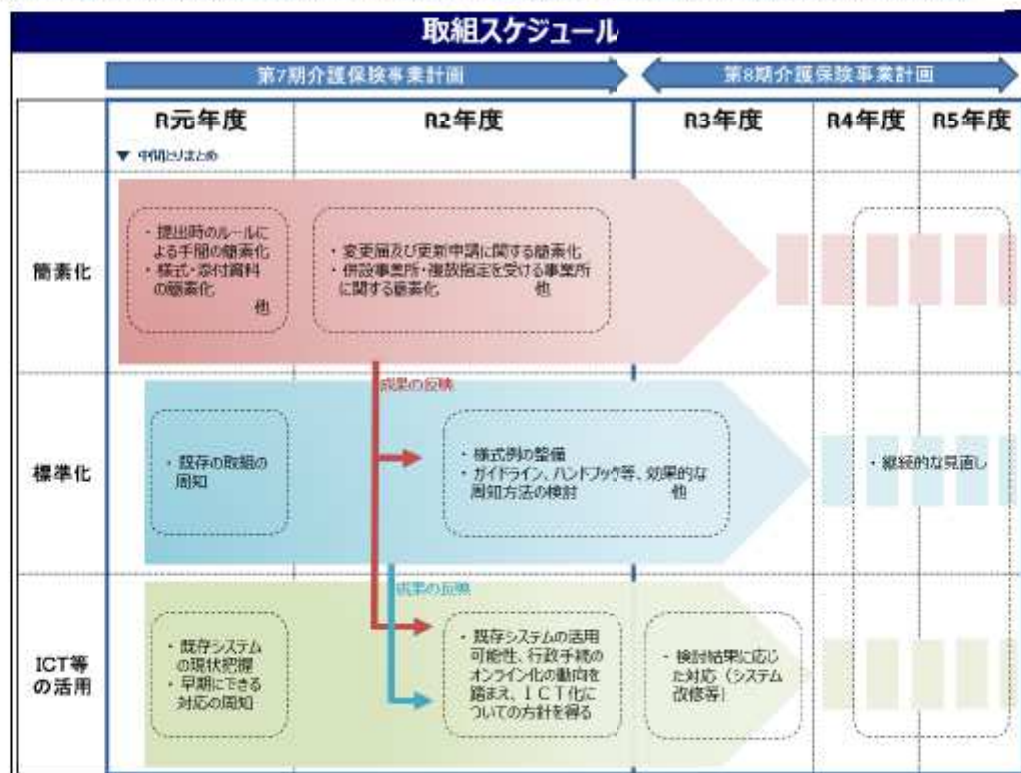 取組スケジュール
第7期介護保険事業計画
第8期介護保険事業計画
R元年度
R2年度
R3年度
R4年度
R5年度
▼ 中間とりまとめ
簡素化
・提出時のルールに
よる手間の簡素化
・様式・添付資料
の簡素化
他
・変更届及び更新申請に関する簡素化
・併設事業所・複数指定を受ける事業所
に関する簡素化 他
成果の反映
標準化
・既存の取組の
周知
・様式例の整備
・ガイドライン、ハンドブック等、効果的な
周知方法の検討 他
・継続的な見直し
成果の反映
ICT等
の活用
・既存システム
の現状把握
・早期にできる
対応の周知
・既存システムの活用
可能性、行政手続の
オンライン化の動向を
踏まえ、ICT化に
ついての方針を得る
・検討結果に応じ
た対応（システム
改修等）